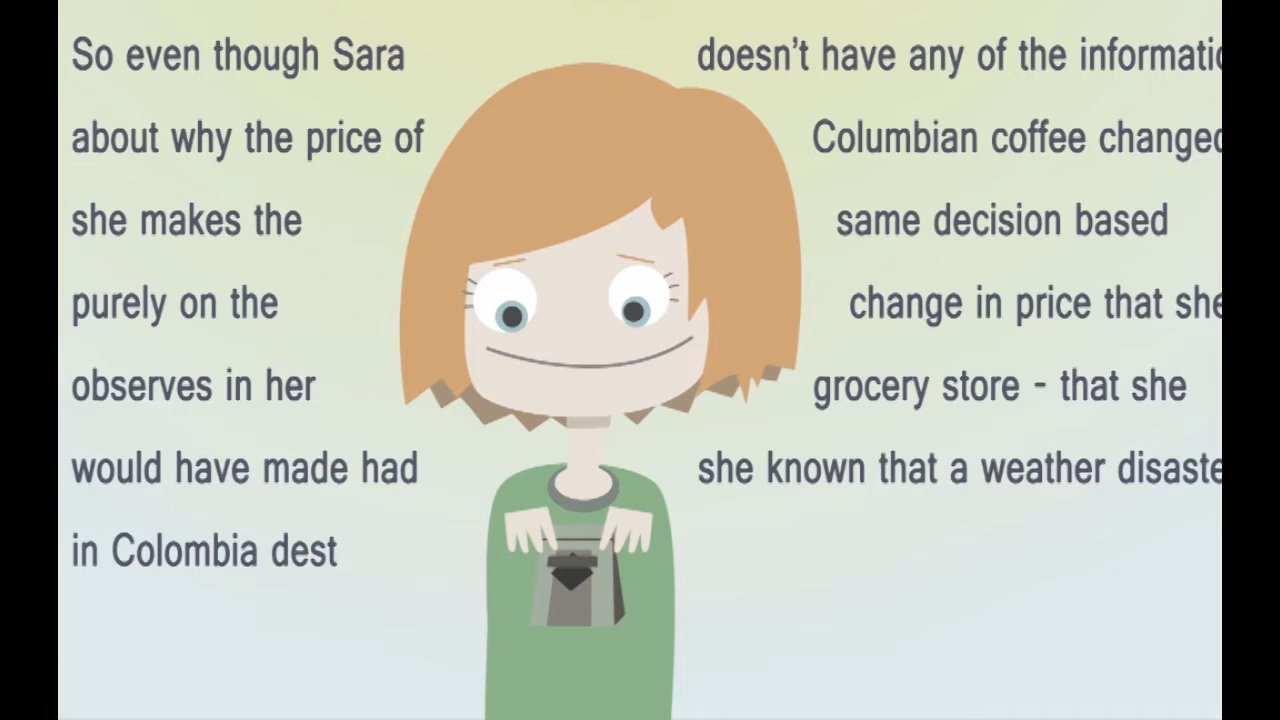 So even though Sara doesn't have any of the informatio
about why the price of Columbian coffee changed
she makes the same decision based
purely on the change in price that she
observes in her grocery store - that she
would have made had she known that a weather disaste
in Colombia dest